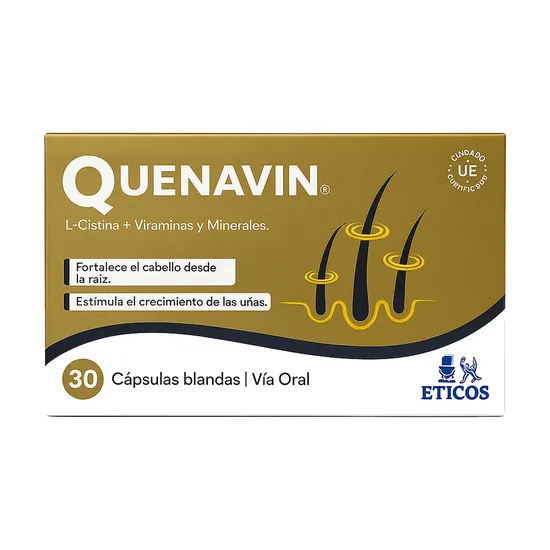 QUENAVIN®
L-Cistina + Viraminas y Minerales.
CUIDADO
UE
Fortalece el cabello desde
la raiz.
Estímula el crecimiento de las uñas.
30 Cápsulas blandas | Vía Oral
ETICOS